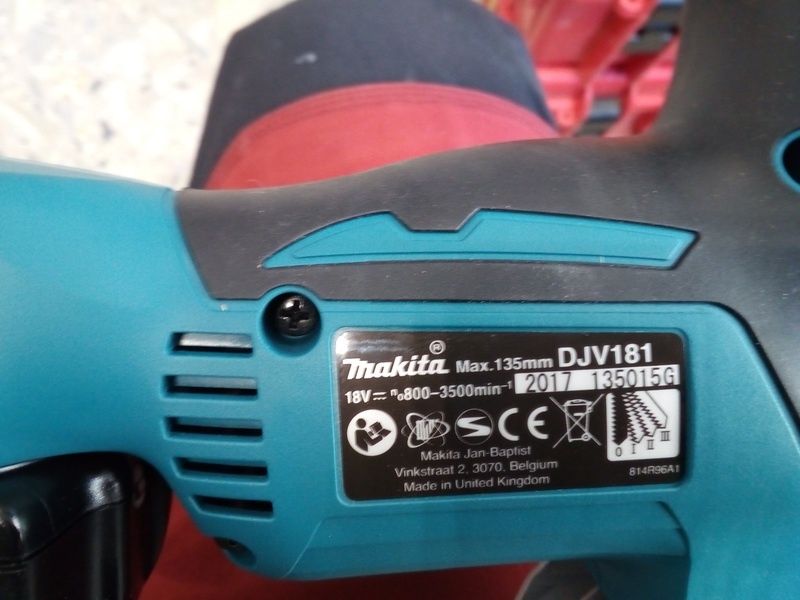 makita® Max.135mm DJV181
18V⎓ n₀800–3500min⁻¹ 2017 135015G
CE
0 I II III
Makita Jan-Baptist
Vinkstraat 2, 3070, Belgium
Made in United Kingdom
814R96A1